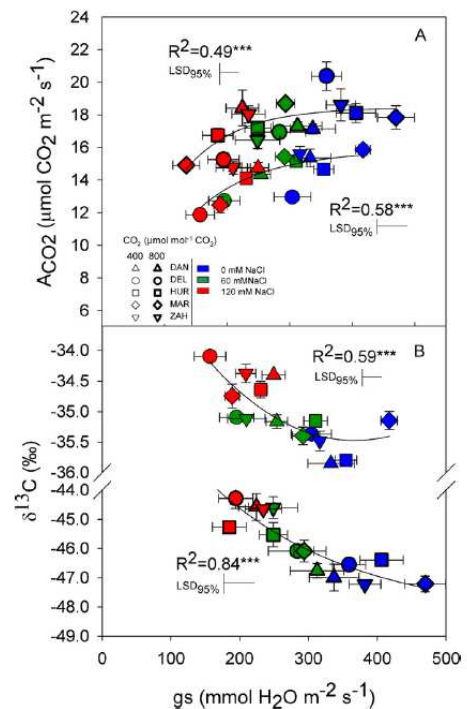 24
22
20
18
16
14
12
10
8
6
A
R²=0.49***
LSD95%
R²=0.58***
LSD95%
ACO2 (µmol CO2 m-2 s-1)
CO2 (µmol mol-1 CO2)
400 800
DAN
DEL
HUR
MAR
ZAH
0 mM NaCl
60 mMNaCl
120 mM NaCl
-34.0
-34.5
-35.0
-35.5
-36.0
-44.0
-45.0
-46.0
-47.0
-48.0
-49.0
B
R²=0.59***
LSD95%
R²=0.84***
LSD95%
δ13C (‰)
0 100 200 300 400 500
gs (mmol H2O m-2 s-1)